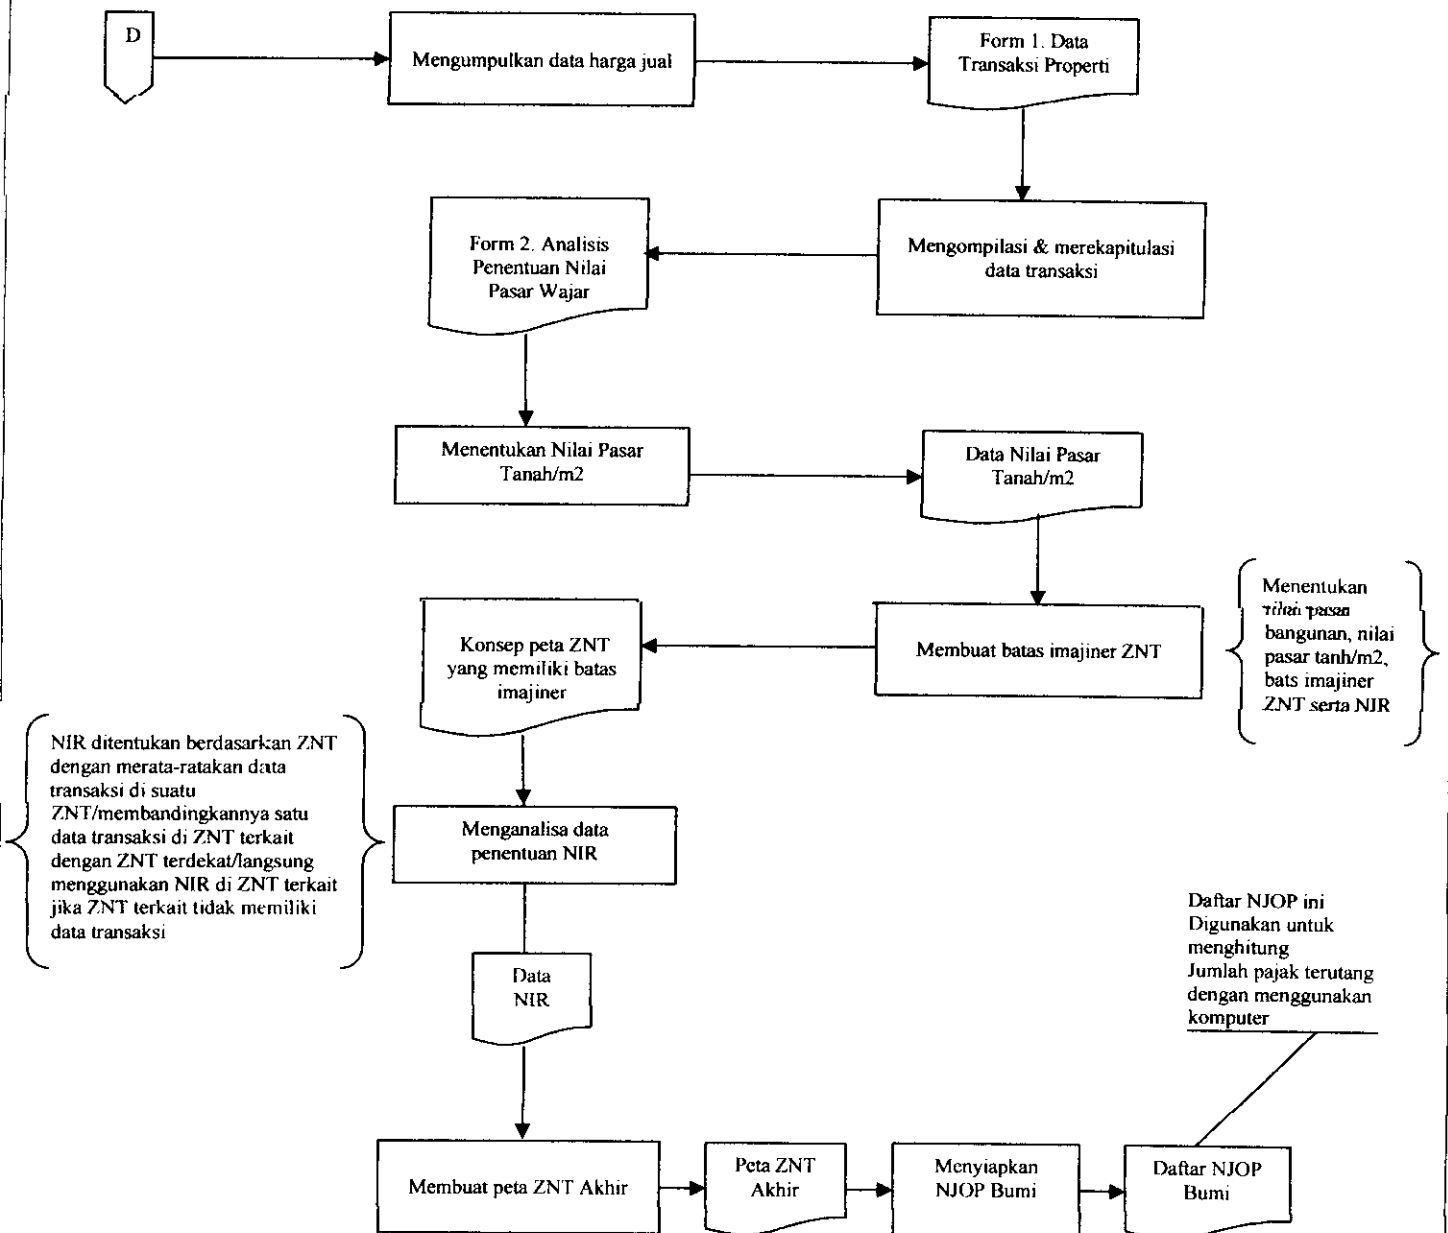 D
Mengumpulkan data harga jual
Form 1. Data
Transaksi Properti
Form 2. Analisis
Penentuan Nilai
Pasar Wajar
Mengompilasi & merekapitulasi
data transaksi
Menentukan Nilai Pasar
Tanah/m2
Data Nilai Pasar
Tanah/m2
Konsep peta ZNT
yang memiliki batas
imajiner
Membuat batas imajiner ZNT
Menentukan
nilai pasar
bangunan, nilai
pasar tanh/m2,
bats imajiner
ZNT serta NIR
NIR ditentukan berdasarkan ZNT
dengan merata-ratakan data
transaksi di suatu
ZNT/membandingkannya satu
data transaksi di ZNT terkait
dengan ZNT terdekat/langsung
menggunakan NIR di ZNT terkait
jika ZNT terkait tidak memiliki
data transaksi
Menganalisa data
penentuan NIR
Data
NIR
Daftar NJOP ini
Digunakan untuk
menghitung
Jumlah pajak terutang
dengan menggunakan
komputer
Membuat peta ZNT Akhir
Peta ZNT
Akhir
Menyiapkan
NJOP Bumi
Daftar NJOP
Bumi